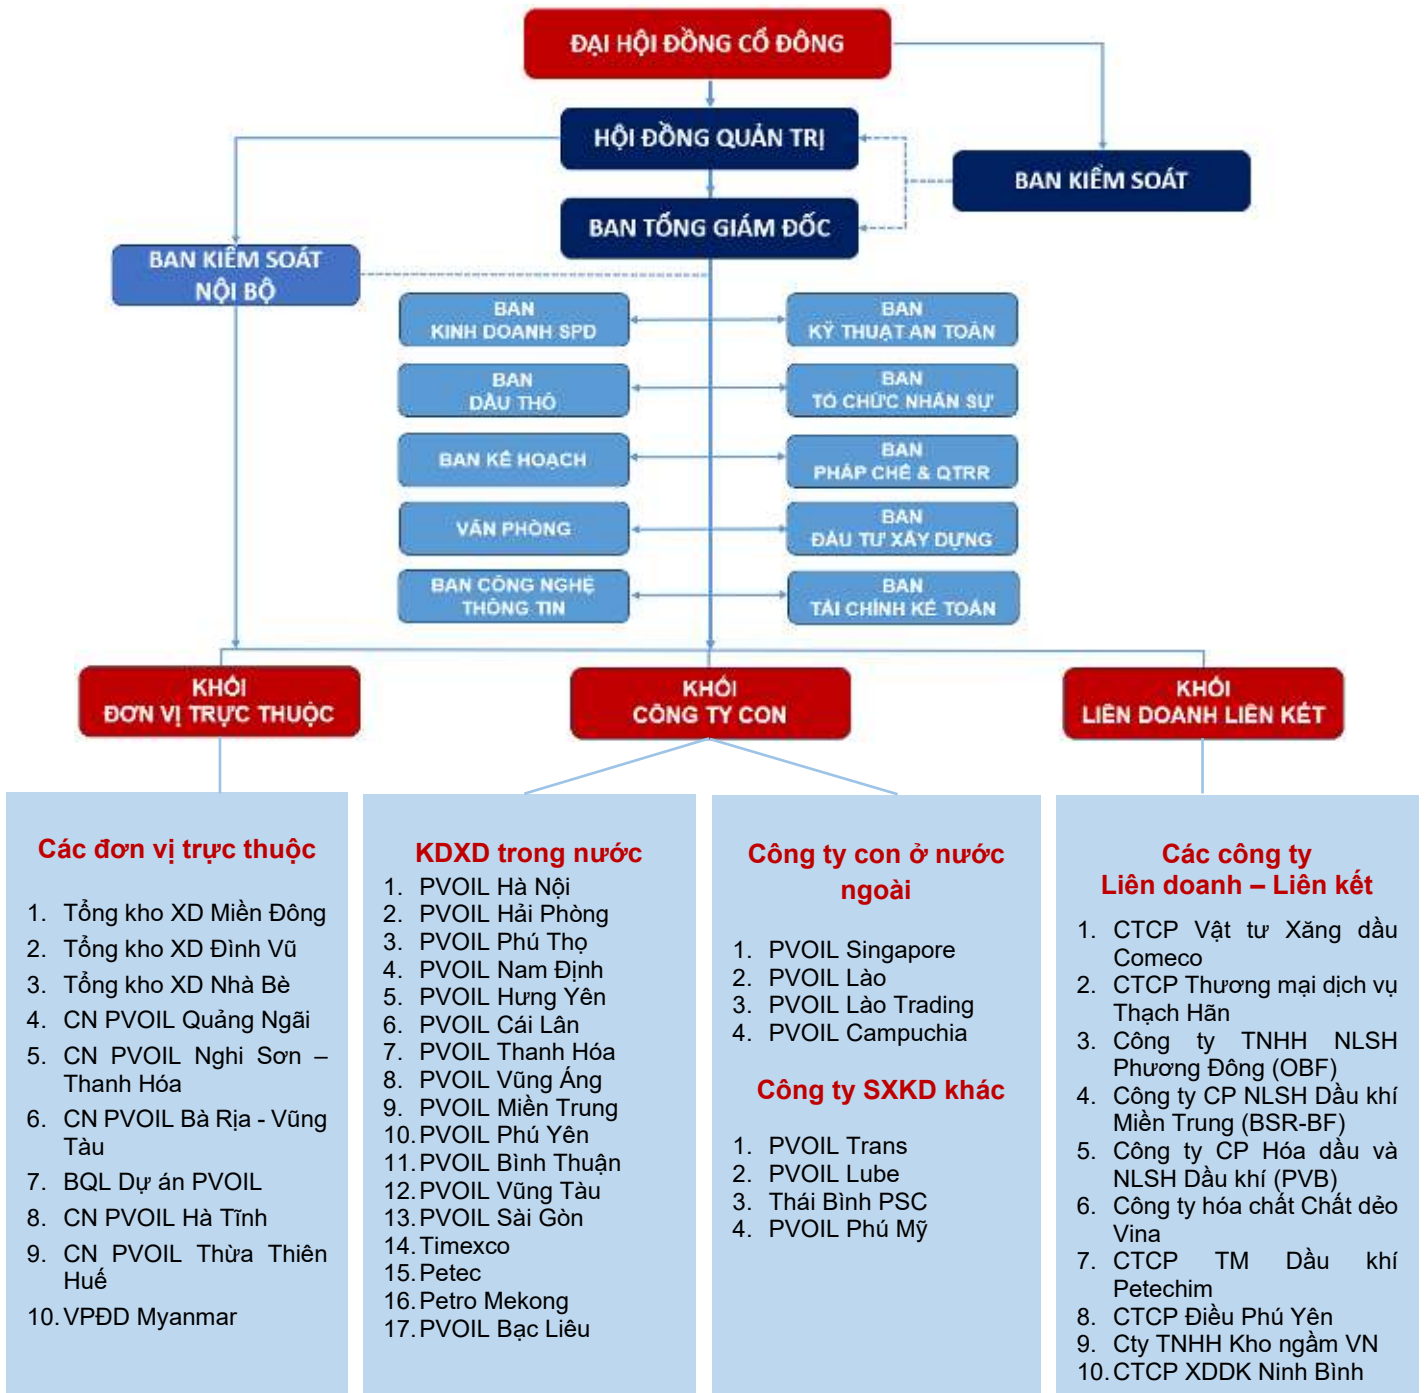 ĐẠI HỘI ĐỒNG CỔ ĐÔNG
HỘI ĐỒNG QUẢN TRỊ
BAN KIỂM SOÁT
BAN TỔNG GIÁM ĐỐC
BAN KIỂM SOÁT
NỘI BỘ
BAN
KINH DOANH SPD
BAN
KỸ THUẬT AN TOÀN
BAN
DẦU THÔ
BAN
TỔ CHỨC NHÂN SỰ
BAN KẾ HOẠCH
BAN
PHÁP CHẾ & QTRR
VĂN PHÒNG
BAN
ĐẦU TƯ XÂY DỰNG
BAN CÔNG NGHỆ
THÔNG TIN
BAN
TÀI CHÍNH KẾ TOÁN
KHỐI
ĐƠN VỊ TRỰC THUỘC
KHỐI
CÔNG TY CON
KHỐI
LIÊN DOANH LIÊN KẾT
Các đơn vị trực thuộc
1. Tổng kho XD Miền Đông
2. Tổng kho XD Đình Vũ
3. Tổng kho XD Nhà Bè
4. CN PVOIL Quảng Ngãi
5. CN PVOIL Nghi Sơn –
Thanh Hóa
6. CN PVOIL Bà Rịa - Vũng
Tàu
7. BQL Dự án PVOIL
8. CN PVOIL Hà Tĩnh
9. CN PVOIL Thừa Thiên
Huế
10. VPĐD Myanmar
KDXD trong nước
1. PVOIL Hà Nội
2. PVOIL Hải Phòng
3. PVOIL Phú Thọ
4. PVOIL Nam Định
5. PVOIL Hưng Yên
6. PVOIL Cái Lân
7. PVOIL Thanh Hóa
8. PVOIL Vũng Áng
9. PVOIL Miền Trung
10. PVOIL Phú Yên
11. PVOIL Bình Thuận
12. PVOIL Vũng Tàu
13. PVOIL Sài Gòn
14. Timexco
15. Petec
16. Petro Mekong
17. PVOIL Bạc Liêu
Công ty con ở nước
ngoài
1. PVOIL Singapore
2. PVOIL Lào
3. PVOIL Lào Trading
4. PVOIL Campuchia
Công ty SXKD khác
1. PVOIL Trans
2. PVOIL Lube
3. Thái Bình PSC
4. PVOIL Phú Mỹ
Các công ty
Liên doanh – Liên kết
1. CTCP Vật tư Xăng dầu
Comeco
2. CTCP Thương mại dịch vụ
Thạch Hãn
3. Công ty TNHH NLSH
Phương Đông (OBF)
4. Công ty CP NLSH Dầu khí
Miền Trung (BSR-BF)
5. Công ty CP Hóa dầu và
NLSH Dầu khí (PVB)
6. Công ty hóa chất Chất dẻo
Vina
7. CTCP TM Dầu khí
Petechim
8. CTCP Điều Phú Yên
9. Cty TNHH Kho ngầm VN
10. CTCP XDDK Ninh Bình